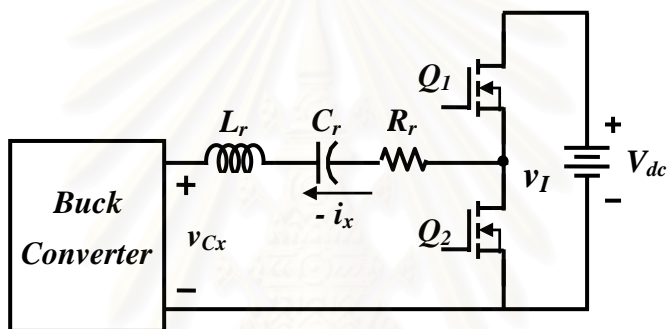 Q1
Lr Cr Rr
+
Vdc
−
vI
+
vCx
−
- ix
Q2
Buck
Converter